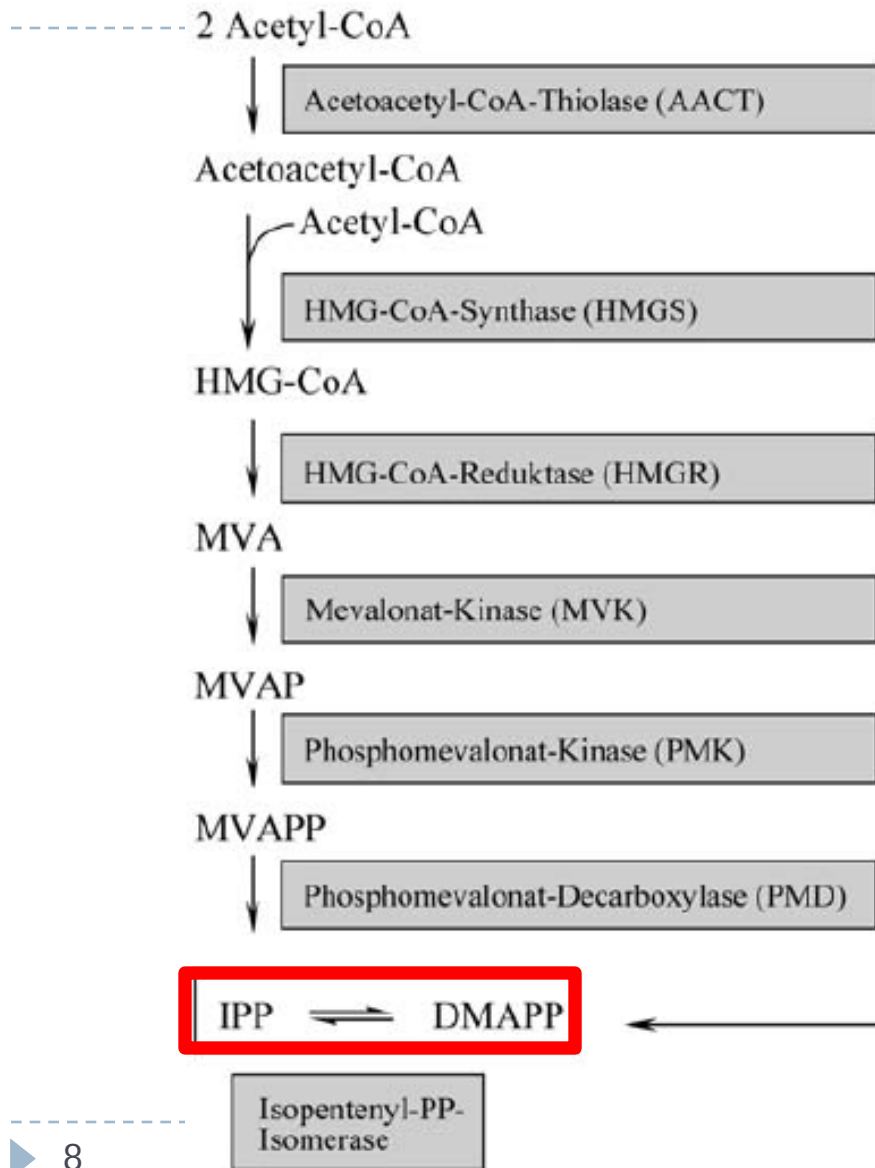 2 Acetyl-CoA
Acetoacetyl-CoA-Thiolase (AACT)
Acetoacetyl-CoA
Acetyl-CoA
HMG-CoA-Synthase (HMGS)
HMG-CoA
HMG-CoA-Reduktase (HMGR)
MVA
Mevalonat-Kinase (MVK)
MVAP
Phosphomevalonat-Kinase (PMK)
MVAPP
Phosphomevalonat-Decarboxylase (PMD)
IPP ⇌ DMAPP
Isopentenyl-PP-
Isomerase
8